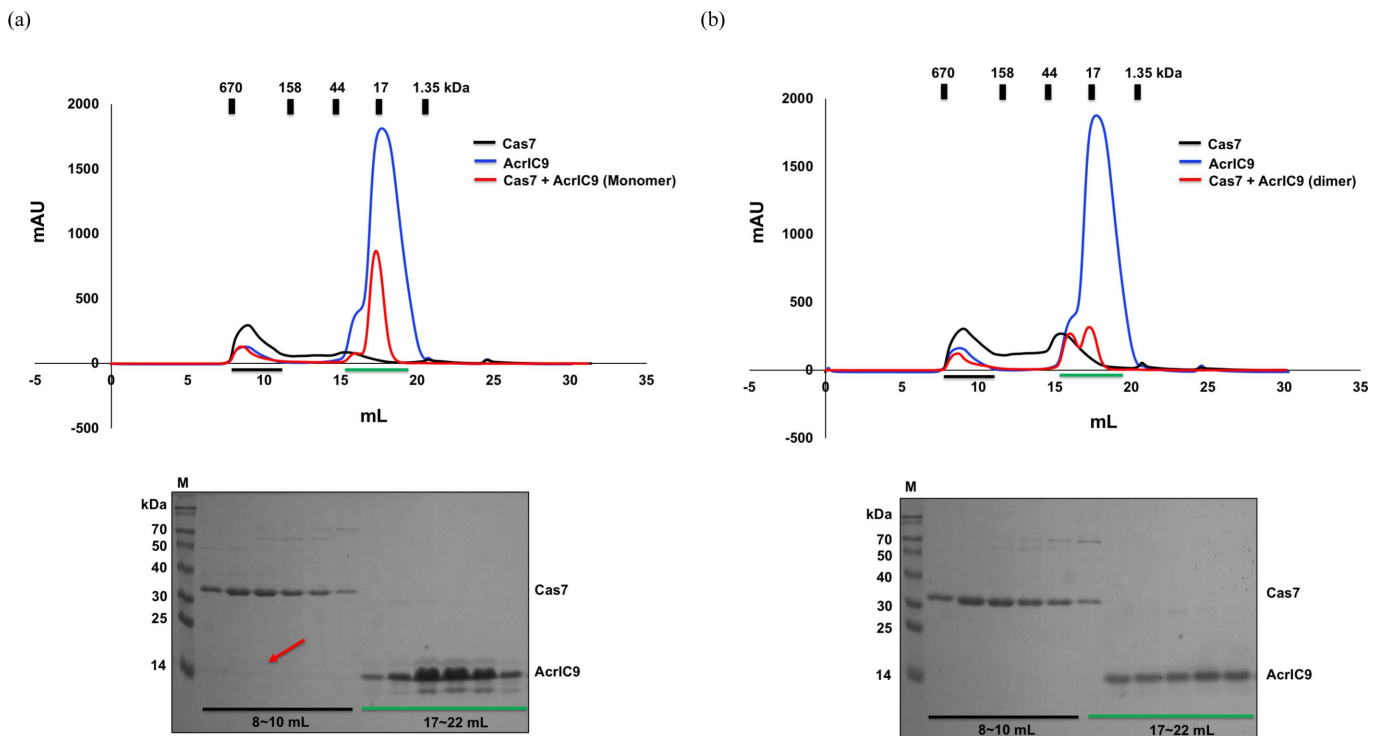 (a)
670 158 44 17 1.35 kDa
2000
1500
1000
500
0
-500
mAU
Cas7
AcrIC9
Cas7 + AcrIC9 (Monomer)
-5 0 5 10 15 20 25 30 35
mL
M
kDa
70
50
40
30
25
14
Cas7
AcrIC9
8~10 mL 17~22 mL
(b)
670 158 44 17 1.35 kDa
2000
1500
1000
500
0
-500
mAU
Cas7
AcrIC9
Cas7 + AcrIC9 (dimer)
-5 0 5 10 15 20 25 30 35
mL
M
kDa
70
50
40
30
25
14
Cas7
AcrIC9
8~10 mL 17~22 mL